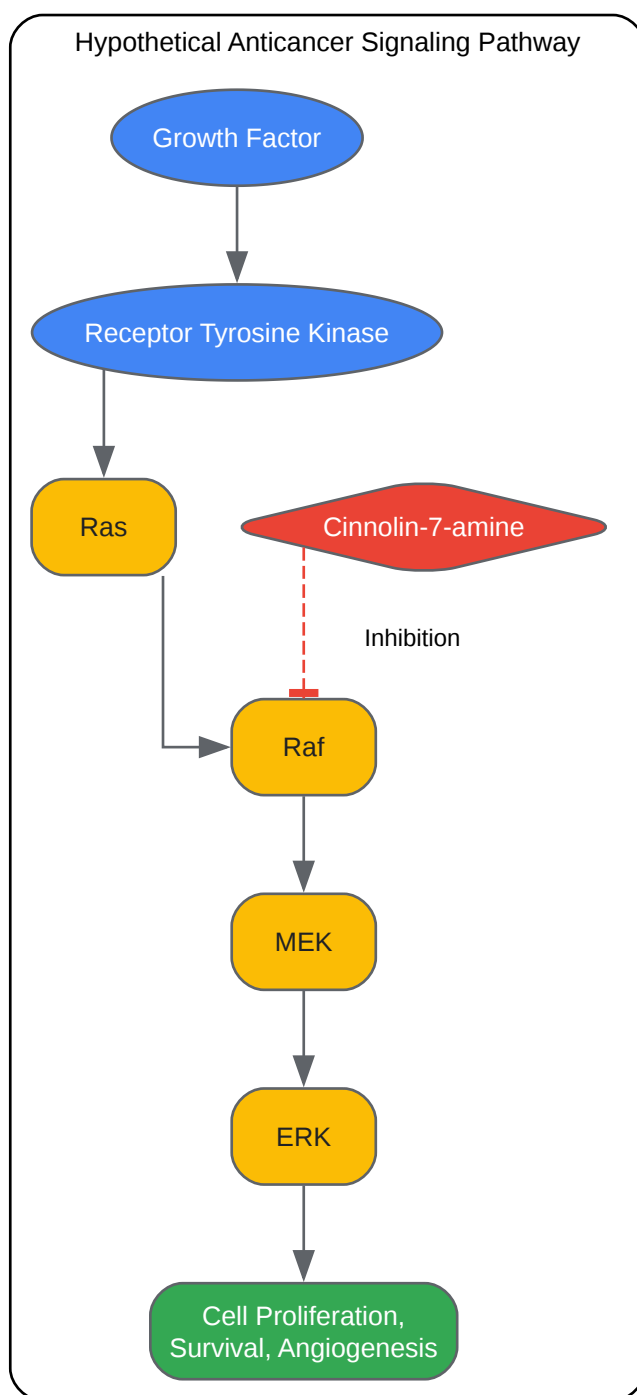 Hypothetical Anticancer Signaling Pathway
Growth Factor
Receptor Tyrosine Kinase
Ras
Cinnolin-7-amine
Inhibition
Raf
MEK
ERK
Cell Proliferation,
Survival, Angiogenesis